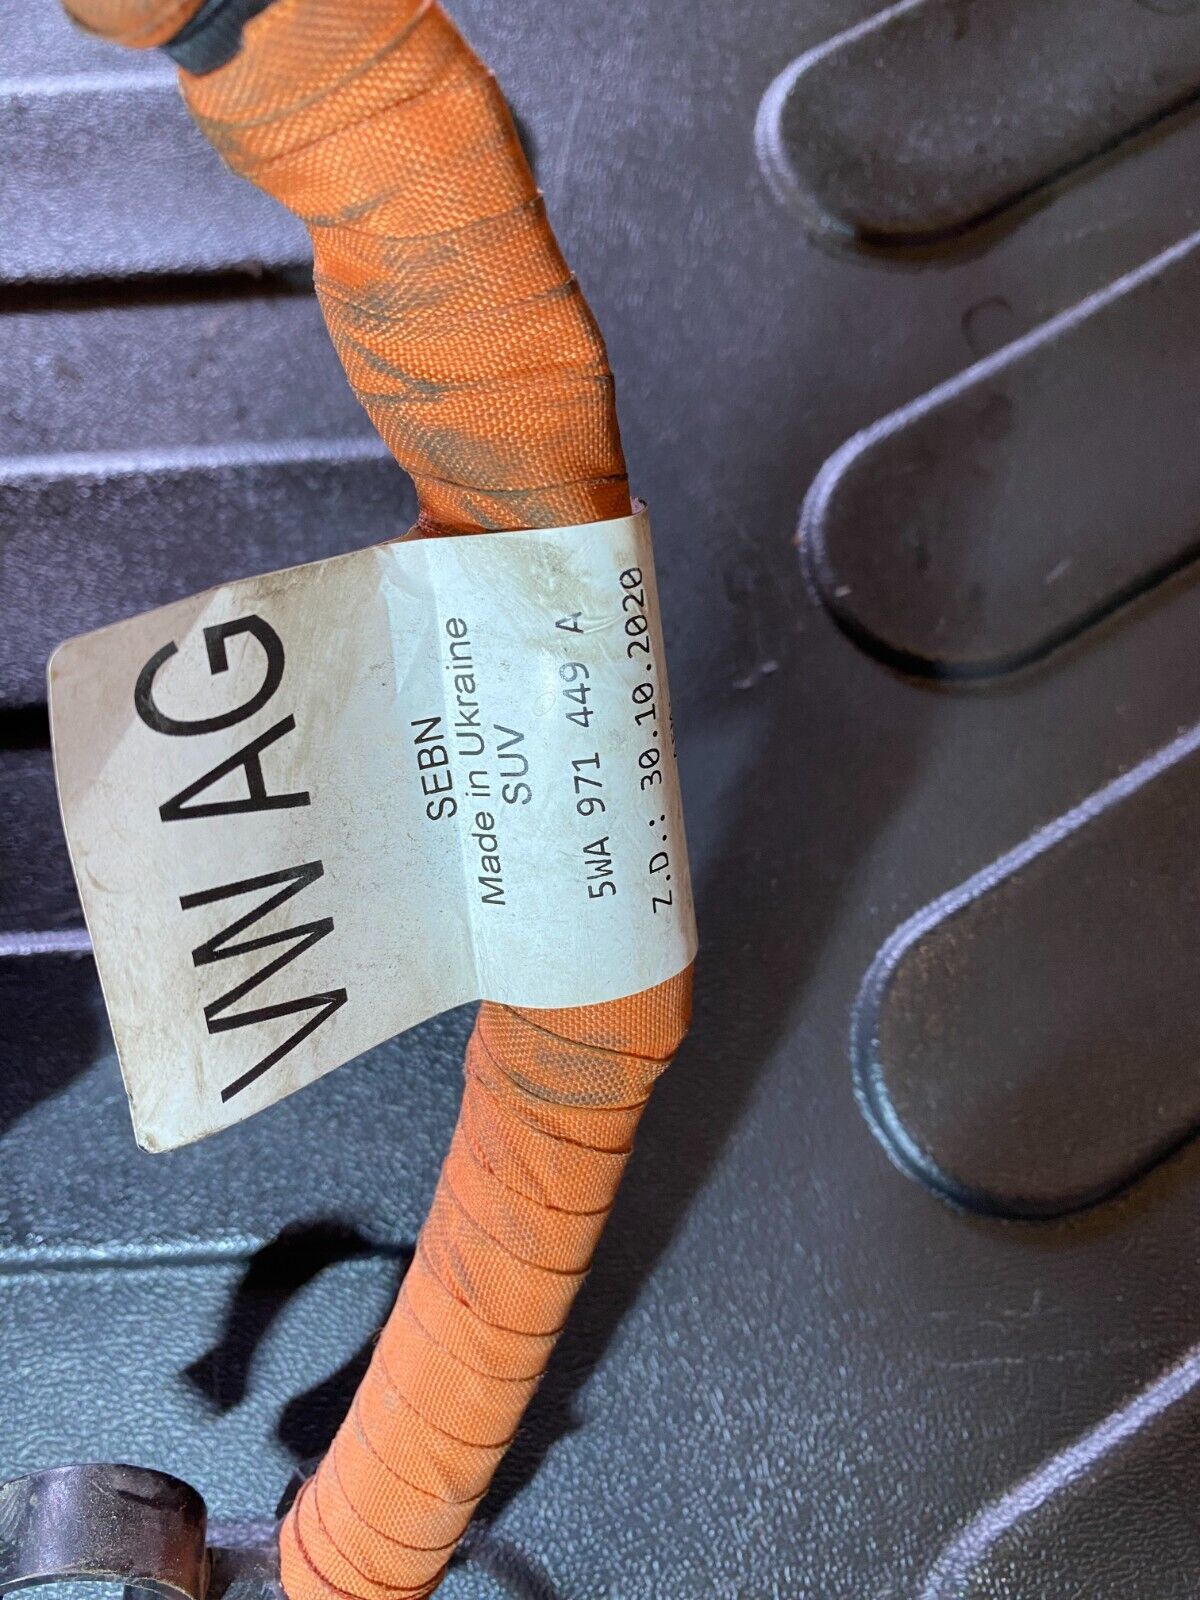 VW AG
SEBN
Made in Ukraine
SUV
5WA 971 449 A
Z.D.: 30.10.2020